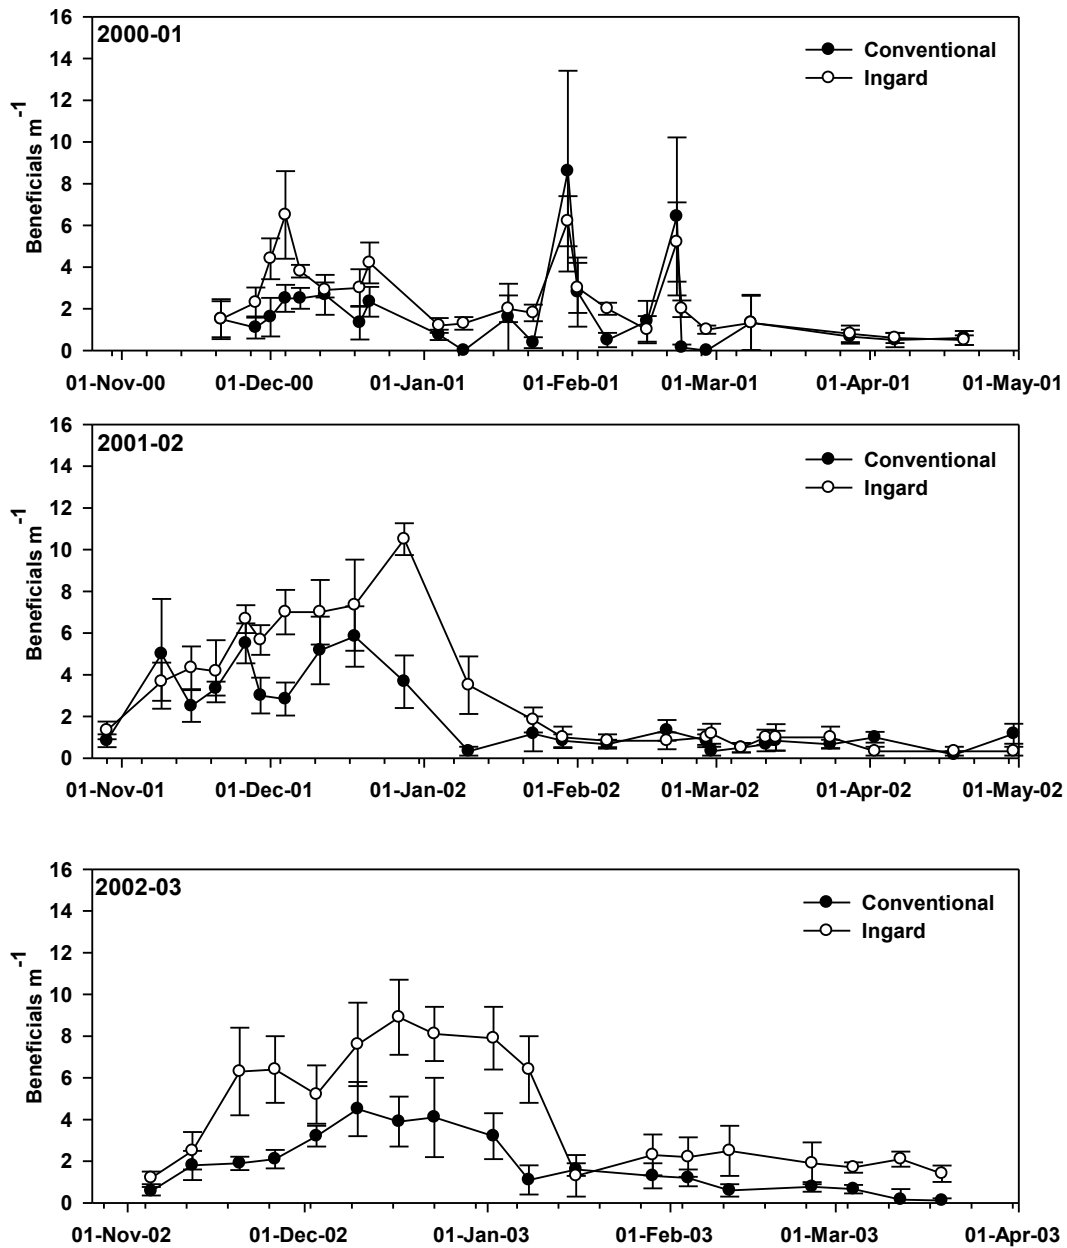 2000-01
Conventional
Ingard
Beneficials m-1
16
14
12
10
8
6
4
2
0
01-Nov-00 01-Dec-00 01-Jan-01 01-Feb-01 01-Mar-01 01-Apr-01 01-May-01
2001-02
Conventional
Ingard
Beneficials m-1
16
14
12
10
8
6
4
2
0
01-Nov-01 01-Dec-01 01-Jan-02 01-Feb-02 01-Mar-02 01-Apr-02 01-May-02
2002-03
Conventional
Ingard
Beneficials m-1
16
14
12
10
8
6
4
2
0
01-Nov-02 01-Dec-02 01-Jan-03 01-Feb-03 01-Mar-03 01-Apr-03